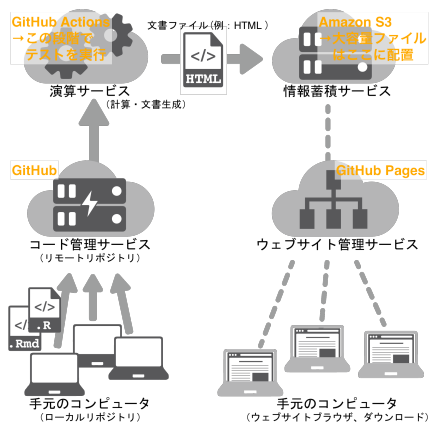 GitHub Actions
→この段階で
テストを実行
演算サービス
(計算・文書生成)
文書ファイル(例:HTML)
</>
HTML
Amazon S3
→大容量ファイル
はここに配置
情報蓄積サービス
GitHub
コード管理サービス
(リモートリポジトリ)
GitHub Pages
ウェブサイト管理サービス
</>
.R
</>
.Rmd
手元のコンピュータ
(ローカルリポジトリ)
手元のコンピュータ
(ウェブサイトブラウザ、ダウンロード)